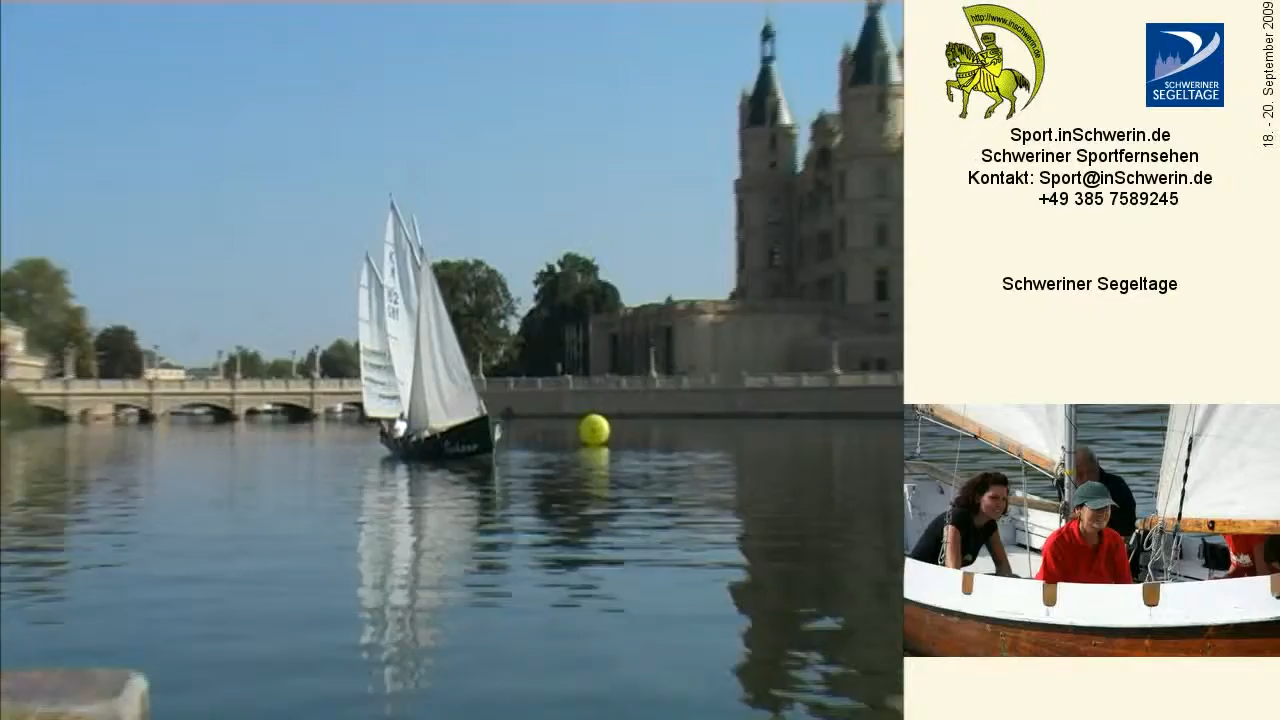 http://www.inschwerin.de
SCHWERINER
SEGELTAGE
18. - 20. September 2009
Sport.inSchwerin.de
Schweriner Sportfernsehen
Kontakt: Sport@inSchwerin.de
+49 385 7589245
Schweriner Segeltage